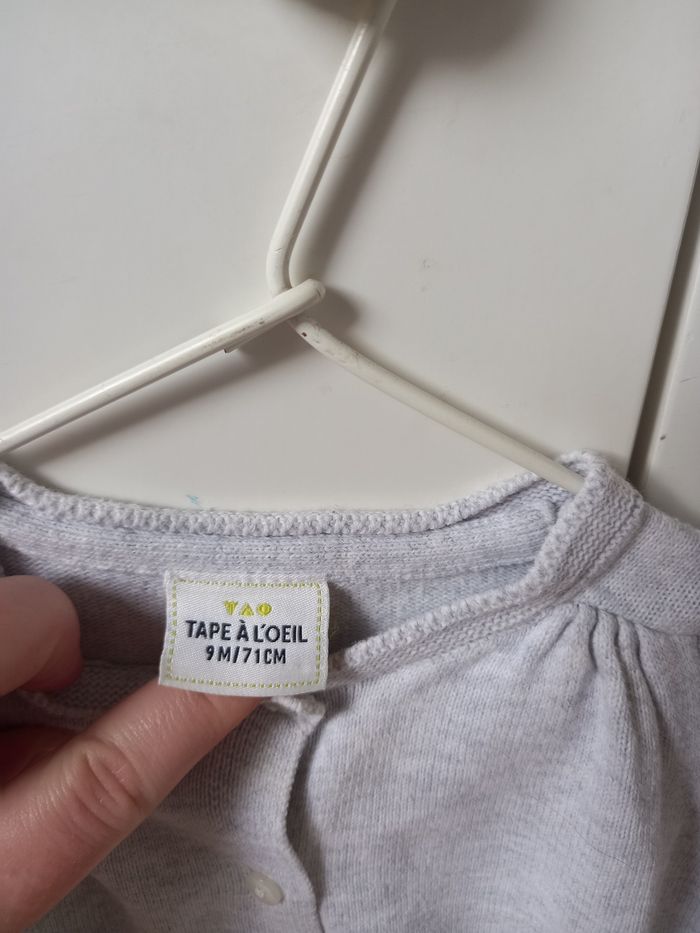 TAO
TAPE À L'OEIL
9M/71CM